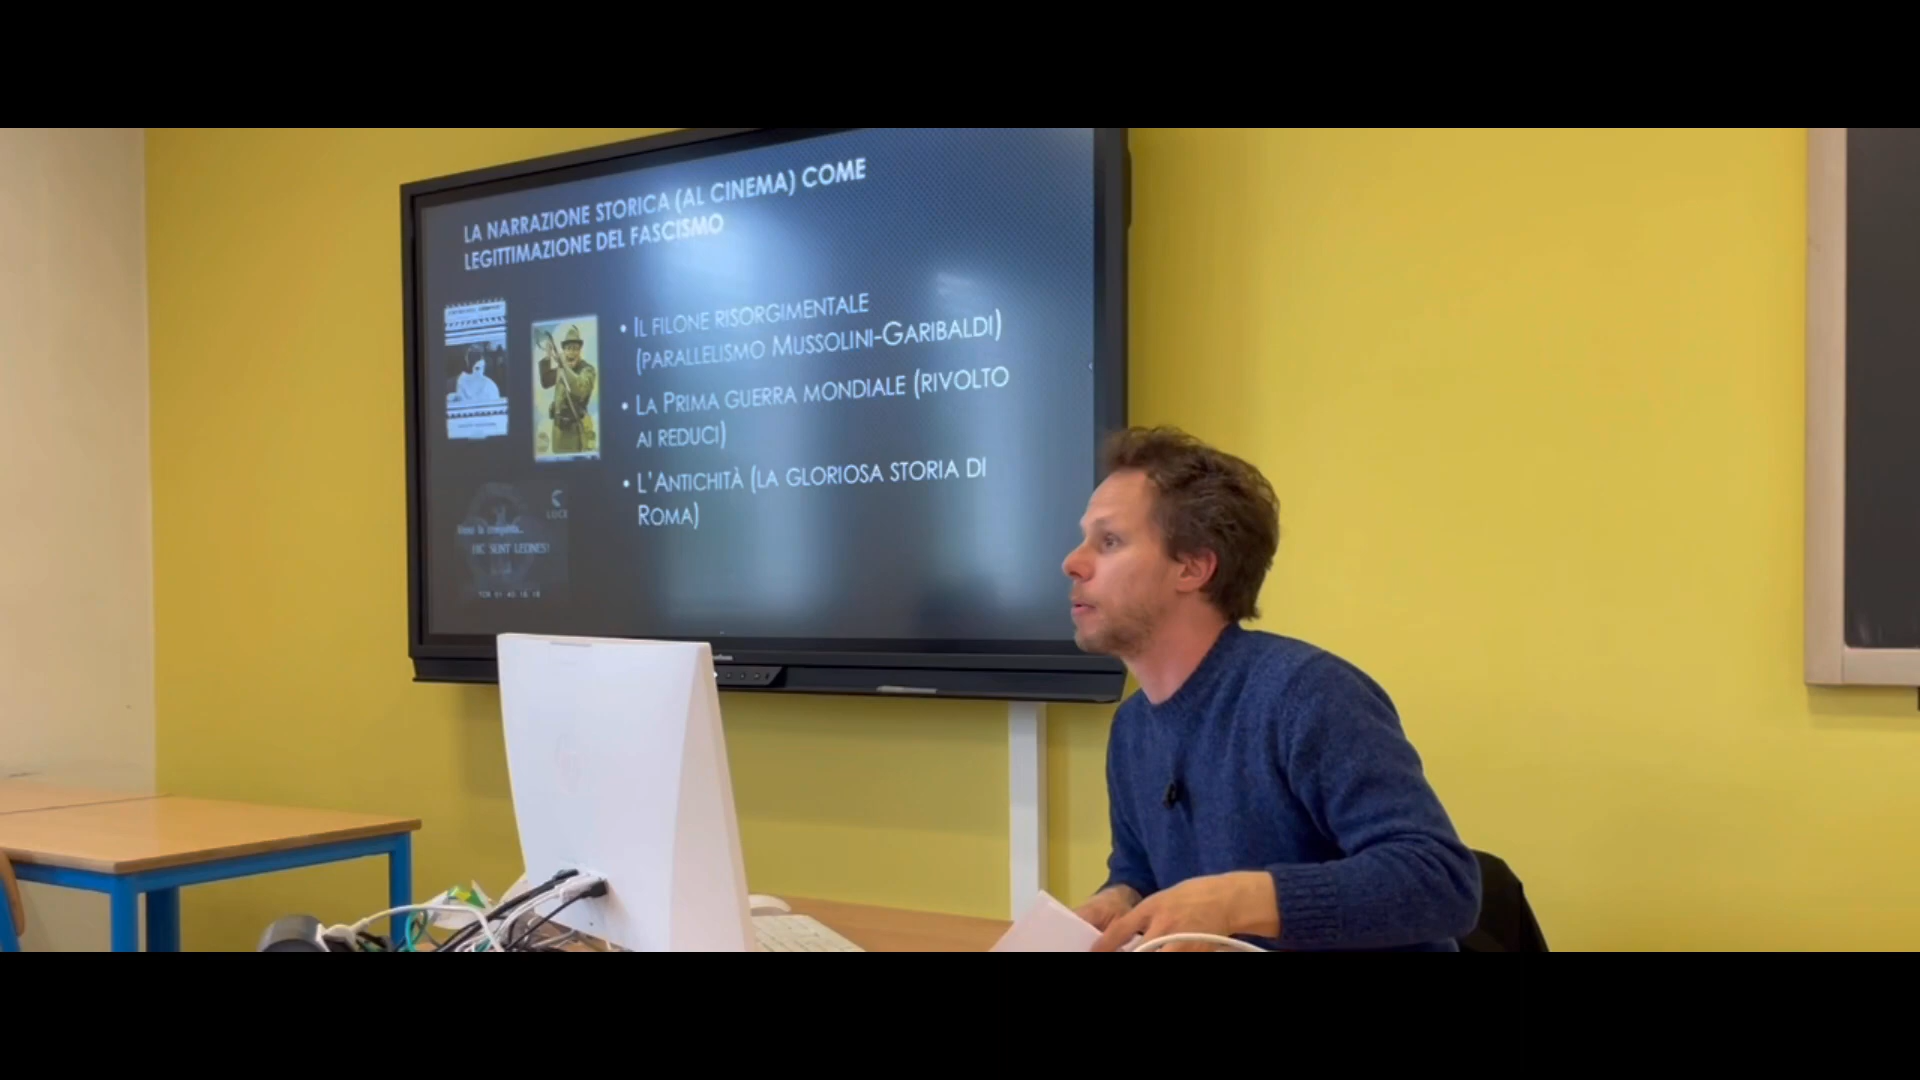 LA NARRAZIONE STORICA (AL CINEMA) COME
LEGITTIMAZIONE DEL FASCISMO
• IL FILONE RISORGIMENTALE
(PARALLELISMO MUSSOLINI-GARIBALDI)
• LA PRIMA GUERRA MONDIALE (RIVOLTO
AI REDUCI)
• L'ANTICHITÀ (LA GLORIOSA STORIA DI
ROMA)
LUCE
HIC SUNT LEONES!